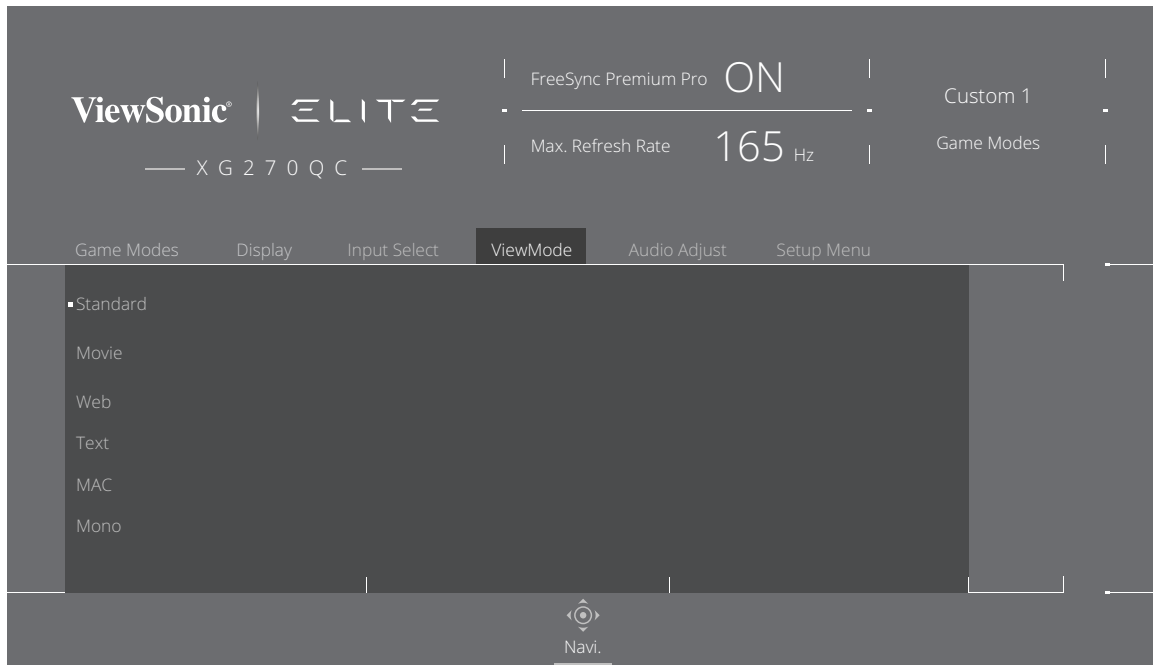 ViewSonic® ELITE
XG270QC
FreeSync Premium Pro ON
Max. Refresh Rate 165 Hz
Custom 1
Game Modes
Game Modes Display Input Select ViewMode Audio Adjust Setup Menu
Standard
Movie
Web
Text
MAC
Mono
Navi.